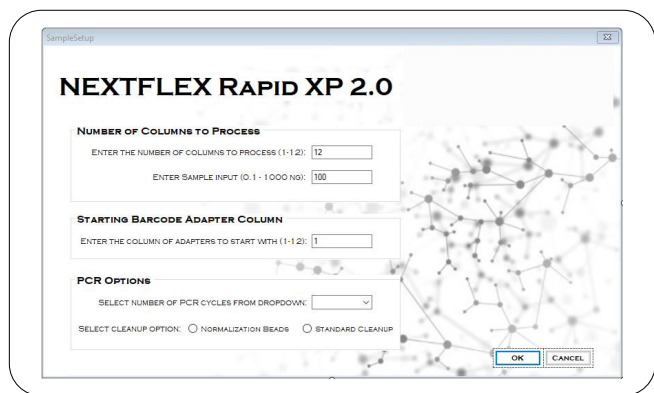 SampleSetup
NEXTFLEX RAPID XP 2.0
NUMBER OF COLUMNS TO PROCESS
ENTER THE NUMBER OF COLUMNS TO PROCESS (1-12): 12
ENTER SAMPLE INPUT (0.1 - 1000 NG): 100
STARTING BARCODE ADAPTER COLUMN
ENTER THE COLUMN OF ADAPTERS TO START WITH (1-12): 1
PCR OPTIONS
SELECT NUMBER OF PCR CYCLES FROM DROPDOWN:
SELECT CLEANUP OPTION: NORMALIZATION BEADS STANDARD CLEANUP
OK CANCEL